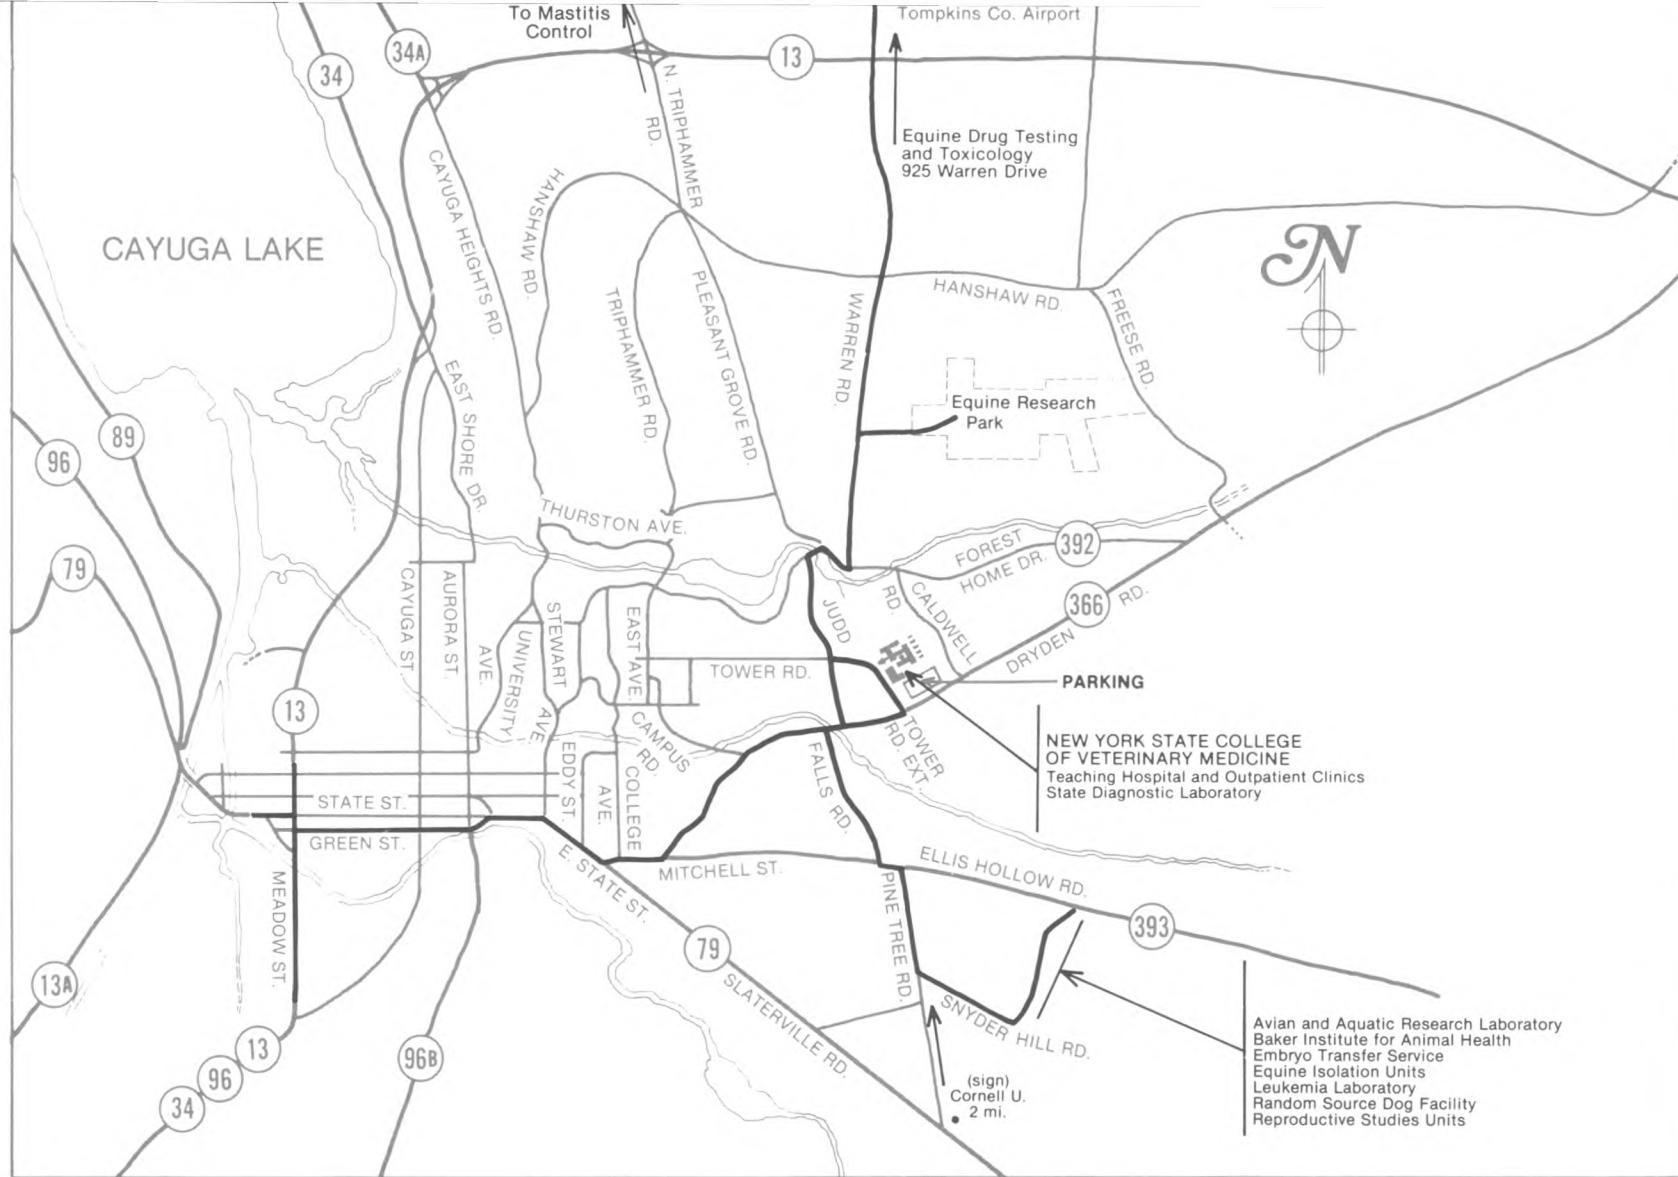 To Mastitis
Control
Tompkins Co. Airport
34A
34
13
N. TRIPHAMMER
RD.
Equine Drug Testing
and Toxicology
925 Warren Drive
CAYUGA HEIGHTS RD.
HANSHAW RD.
CAYUGA LAKE
N
HANSHAW RD.
FREESE RD.
PLEASANT GROVE RD.
TRIPHAMMER RD.
WARREN RD.
EAST SHORE DR.
Equine Research
Park
89
96
THURSTON AVE.
FOREST
HOME DR.
392
79
CAYUGA ST.
AURORA ST.
UNIVERSITY
AVE.
STEWART
AVE
EAST AVE.
JUDD
FALLS RD.
CALDWELL
RD.
366
DRYDEN
RD.
TOWER RD.
PARKING
13
CAMPUS
RD.
TOWER
RD. EXT.
NEW YORK STATE COLLEGE
OF VETERINARY MEDICINE
Teaching Hospital and Outpatient Clinics
State Diagnostic Laboratory
EDDY ST.
COLLEGE
AVE.
STATE ST.
GREEN ST.
E. STATE ST.
MITCHELL ST.
ELLIS HOLLOW RD.
MEADOW ST.
PINE TREE RD.
393
79
SLATERVILLE RD.
13A
SNYDER HILL RD.
13
96
34
96B
(sign)
Cornell U.
2 mi.
Avian and Aquatic Research Laboratory
Baker Institute for Animal Health
Embryo Transfer Service
Equine Isolation Units
Leukemia Laboratory
Random Source Dog Facility
Reproductive Studies Units